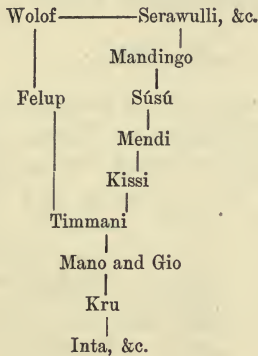 Wolof Serawulli, &c.
Mandingo
Felup Súsú
Mendi
Kissi
Timmani
Mano and Gio
Kru
Inta, &c.